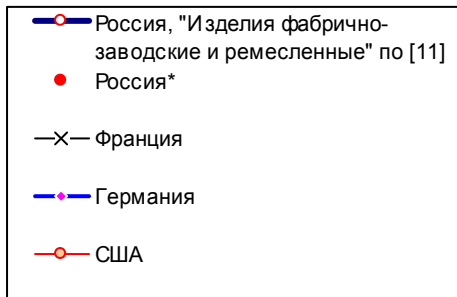 Россия, "Изделия фабрично-
заводские и ремесленные" по [11]
Россия*
Франция
Германия
США